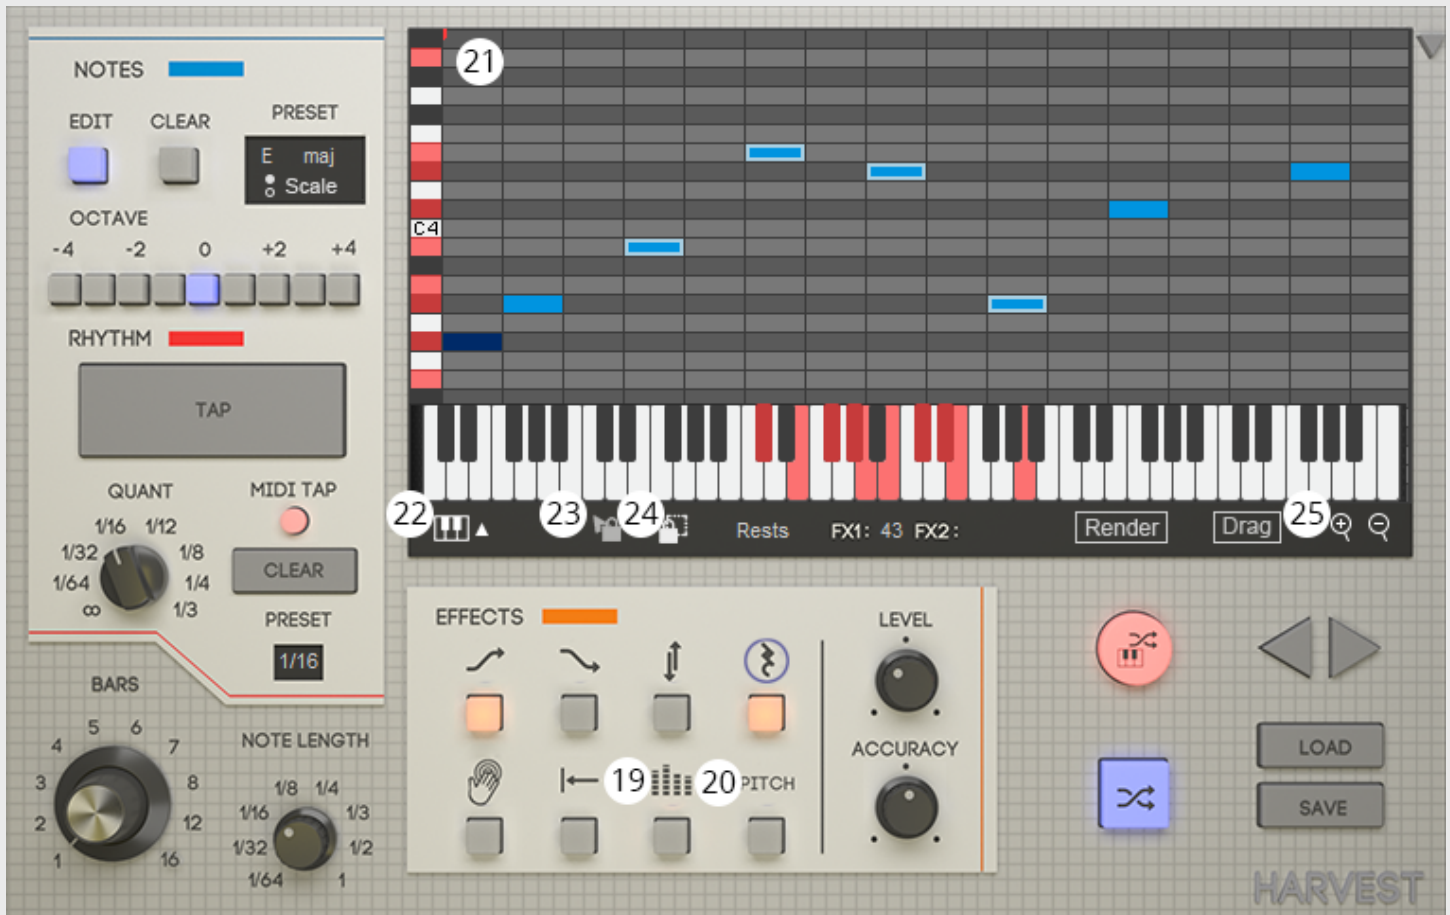 NOTES
EDIT CLEAR PRESET
E maj
Scale
OCTAVE
-4 -2 0 +2 +4
RHYTHM
TAP
QUANT MIDI TAP
1/16 1/12
1/32 1/8
1/64 1/4
∞ 1/3
CLEAR
PRESET
1/16
BARS
1 2 3 4 5 6 7 8 12 16
NOTE LENGTH
1/8 1/4
1/16 1/3
1/32 1/2
1/64 1
21
C4
22 23 24 Rests FX1: 43 FX2: Render Drag 25
EFFECTS
19 20 PITCH
LEVEL
ACCURACY
LOAD
SAVE
HARVEST